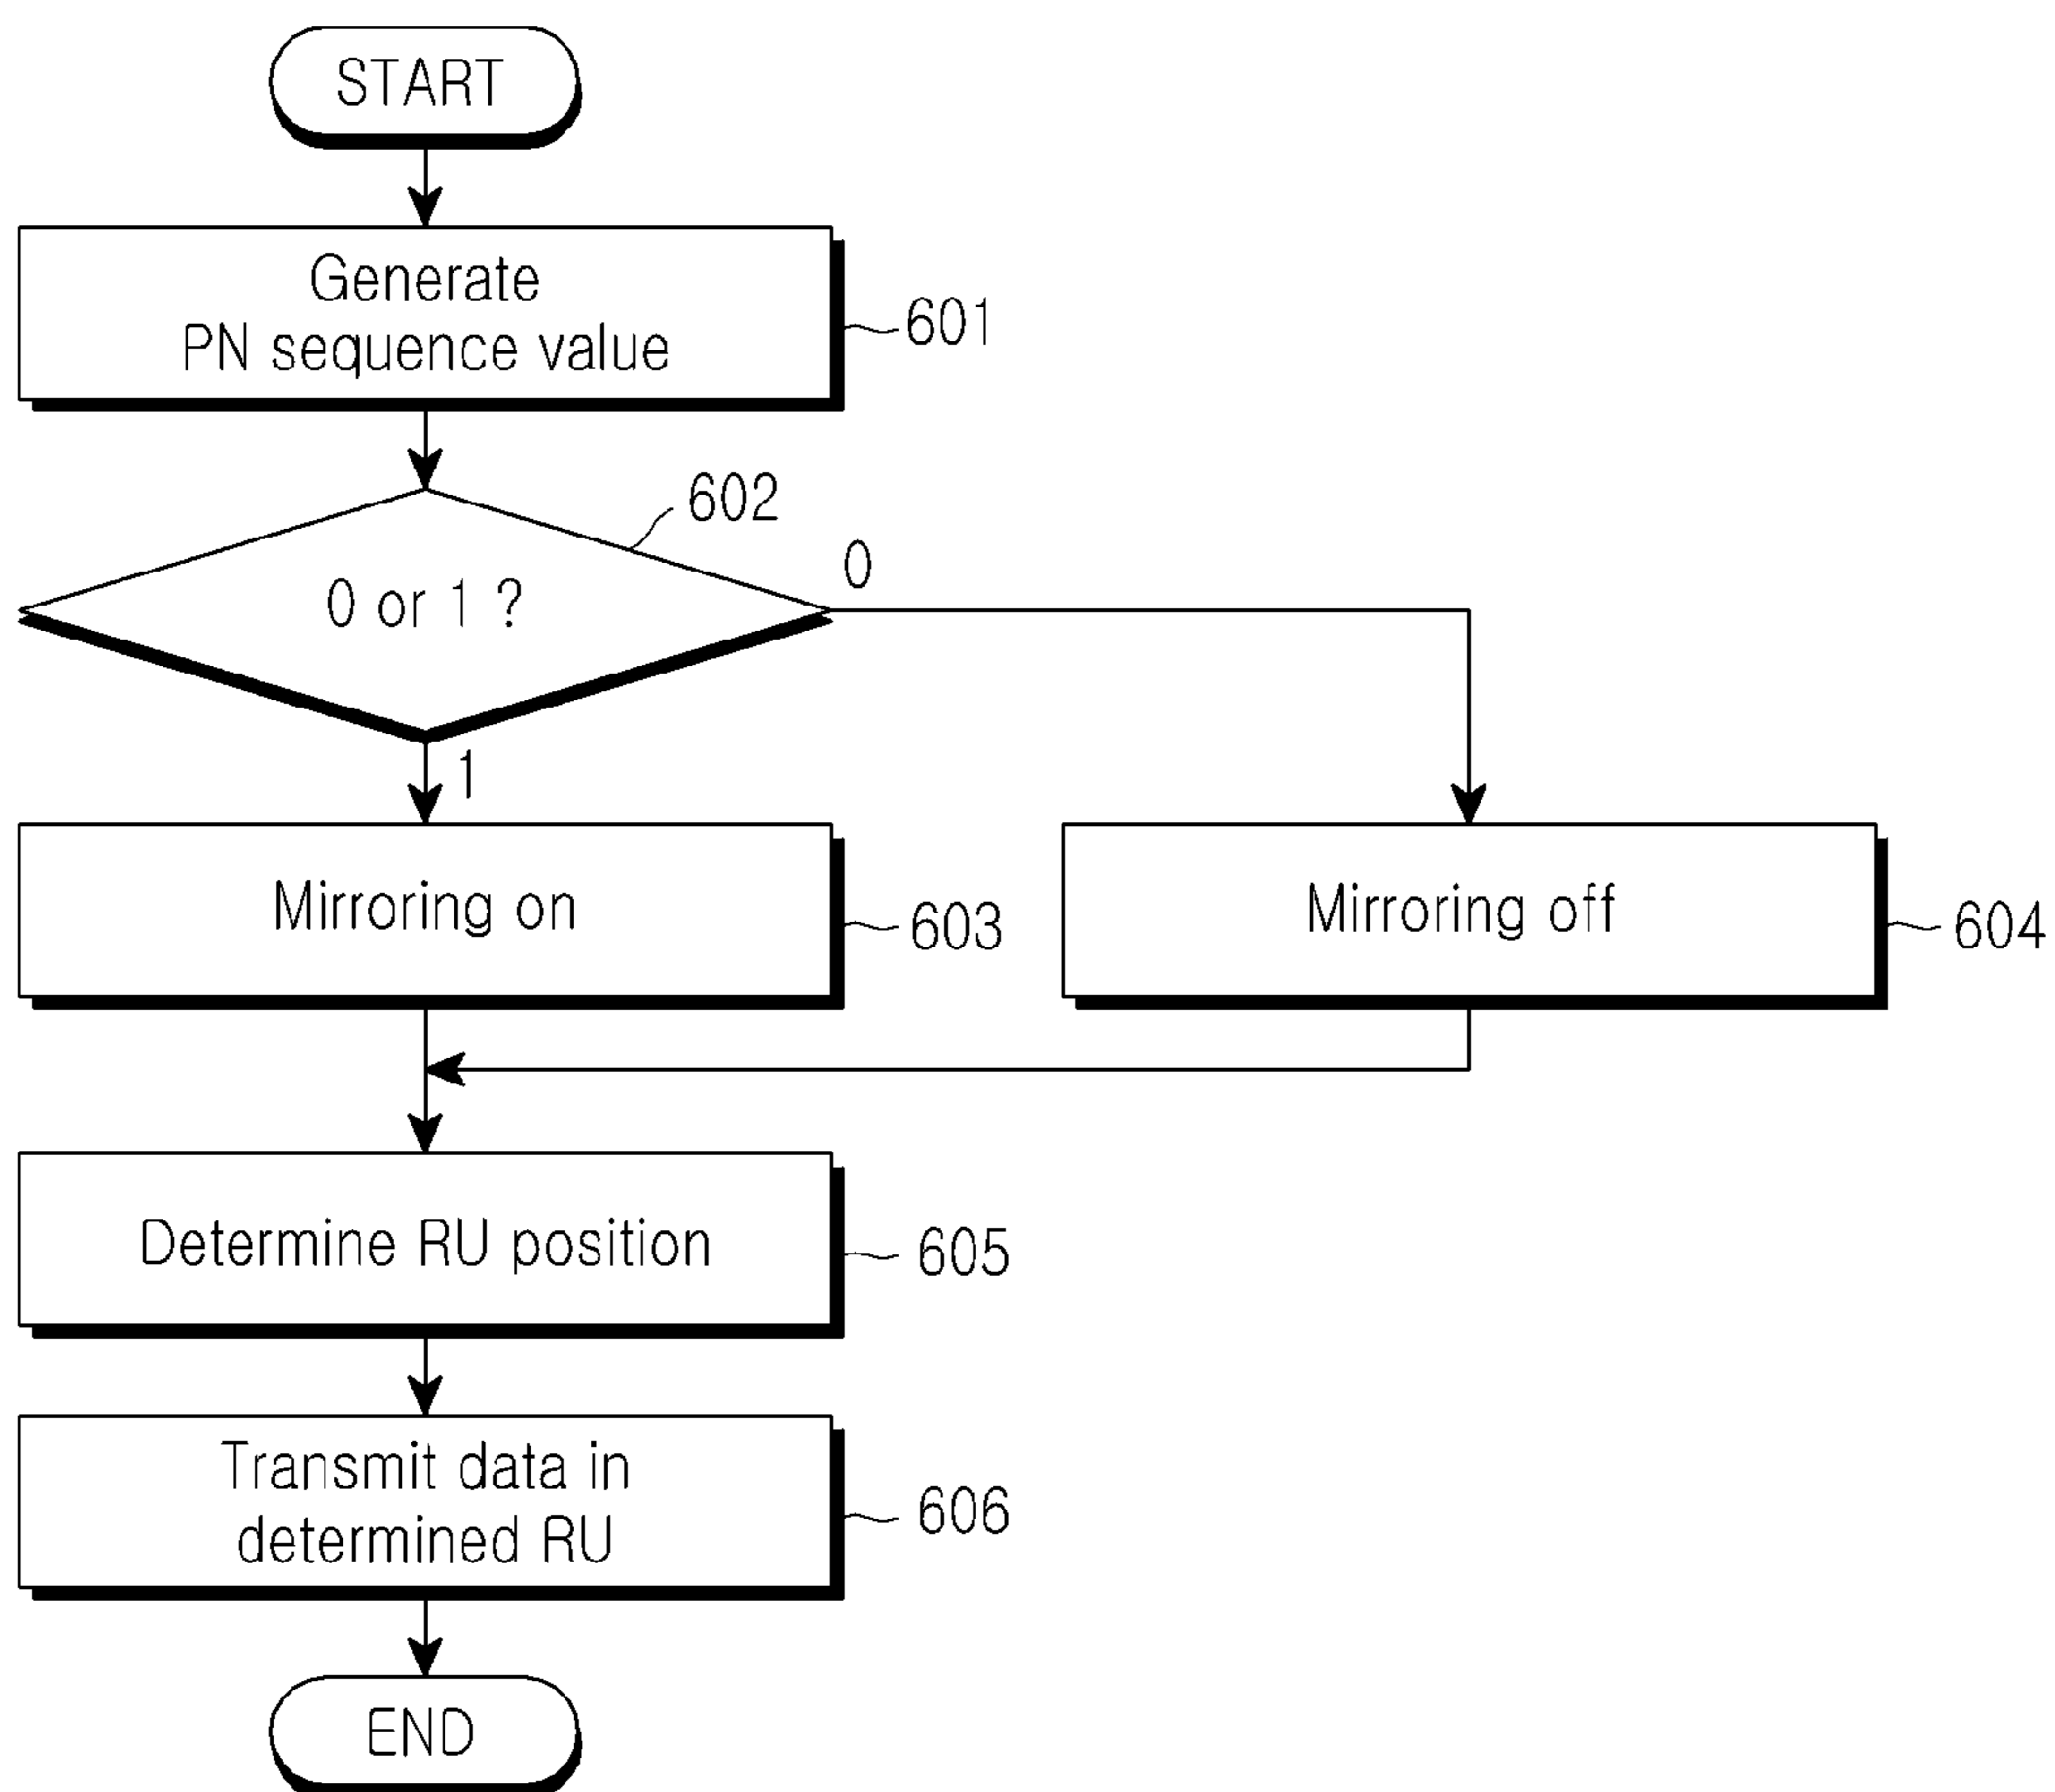 START
Generate
PN sequence value
601
602
0 or 1 ?
0
1
Mirroring on
603
Mirroring off
604
Determine RU position
605
Transmit data in
determined RU
606
END